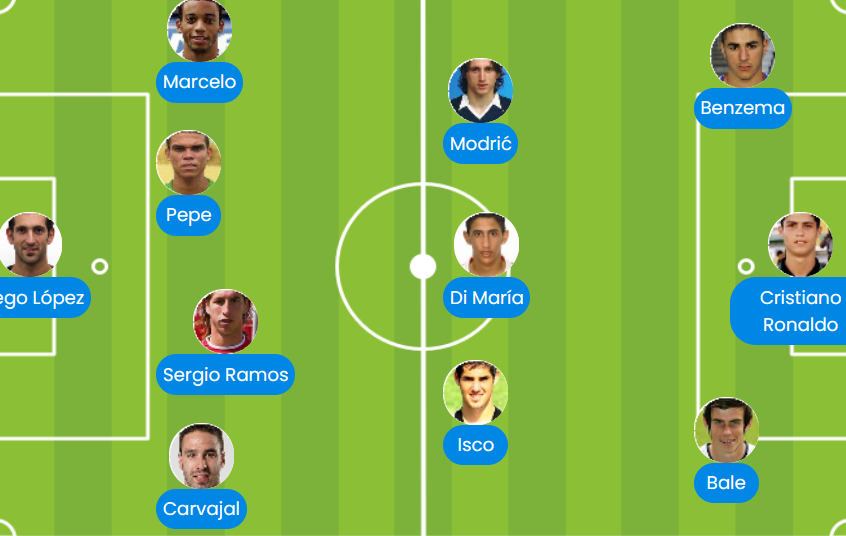 Marcelo
Benzema
Modrić
Pepe
ego López
Di María
Cristiano
Ronaldo
Sergio Ramos
Isco
Bale
Carvajal